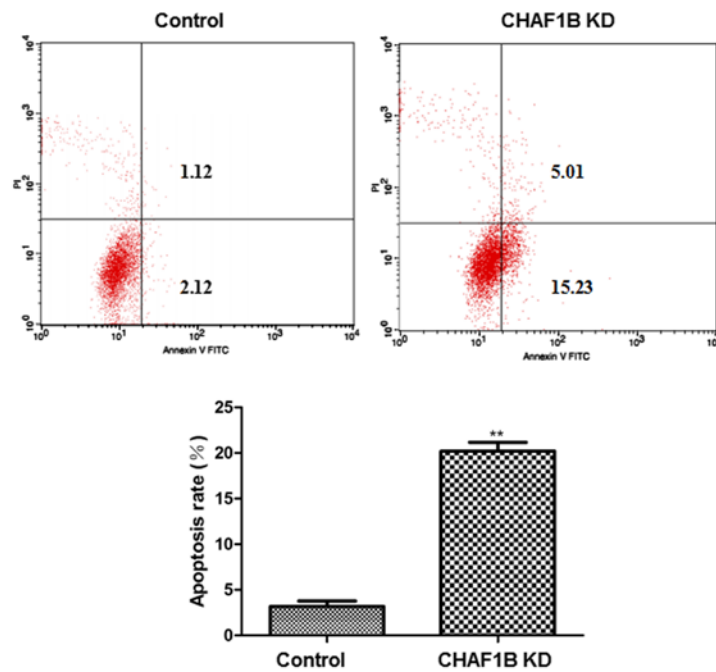 Control
CHAF1B KD
10⁴
10³
10²
10¹
10⁰
PI
1.12
2.12
10⁰ 10¹ 10² 10³ 10⁴
Annexin V FITC
10⁴
10³
10²
10¹
10⁰
PI
5.01
15.23
10⁰ 10¹ 10² 10³
Annexin V FITC
25
20
15
10
5
0
Apoptosis rate (%)
**
Control
CHAF1B KD